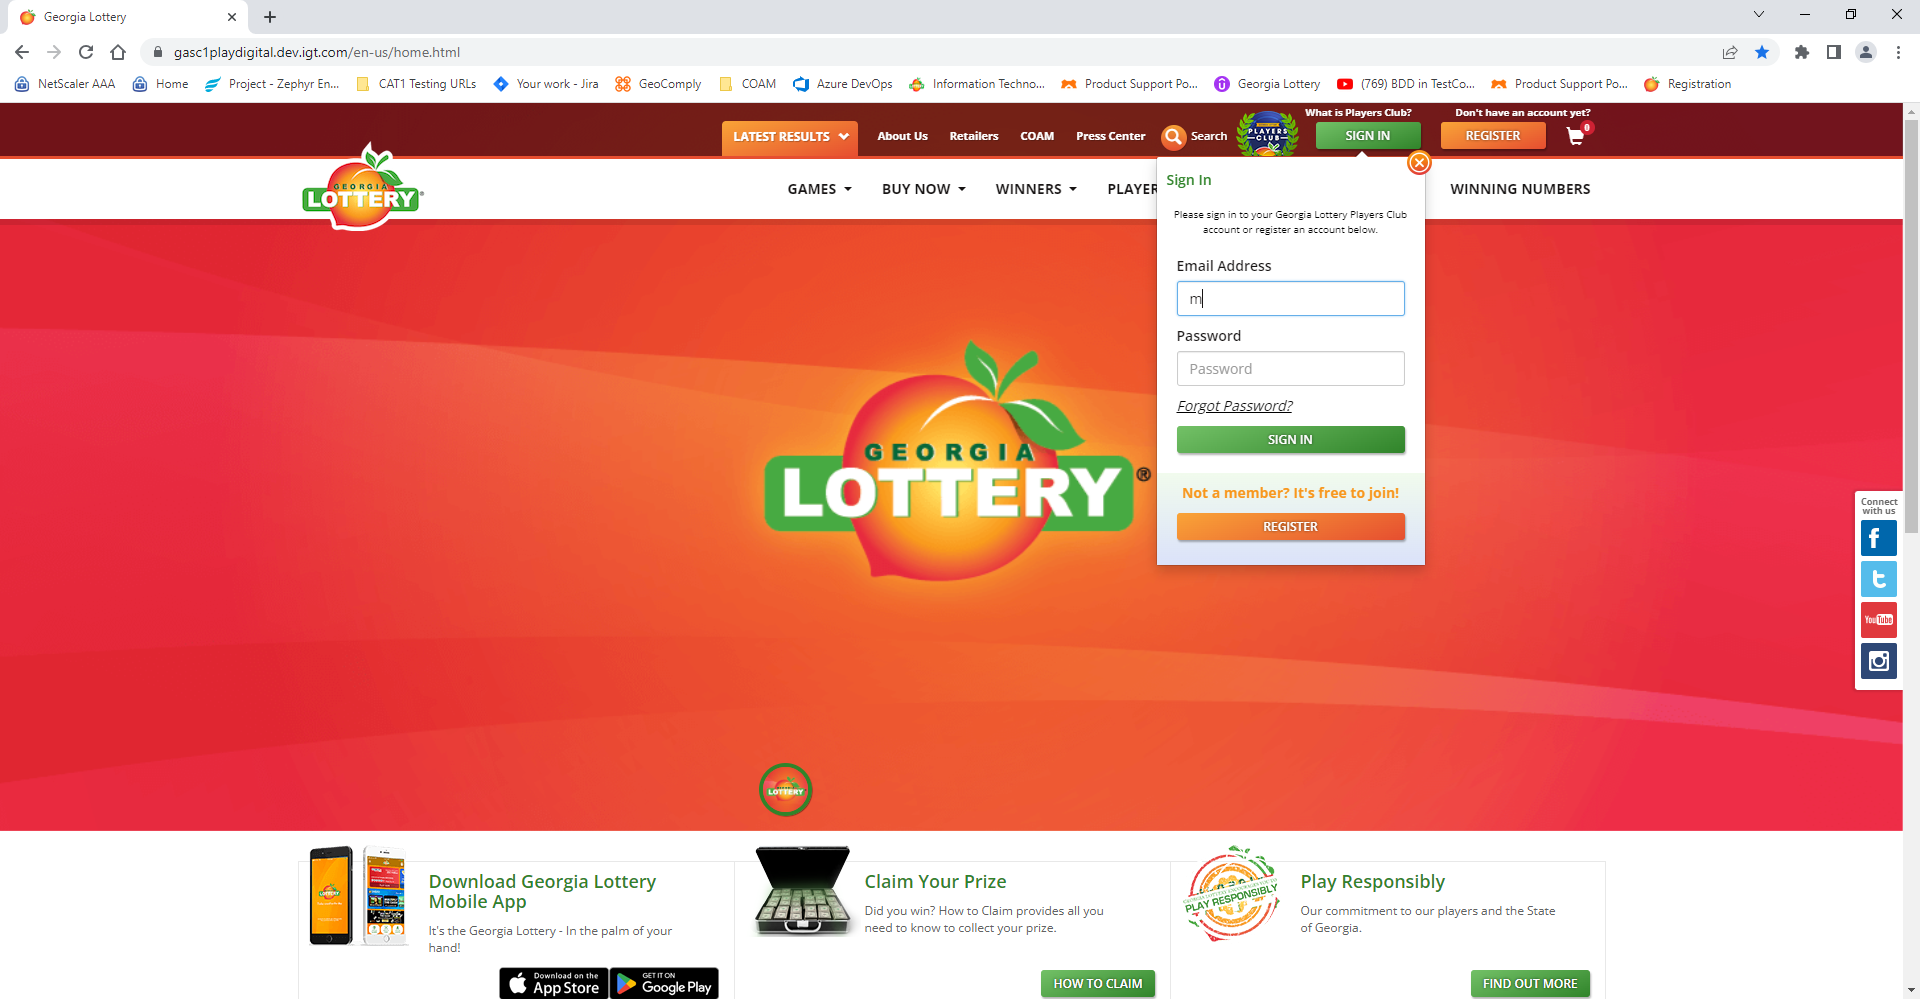 Georgia Lottery
gasc1playdigital.dev.igt.com/en-us/home.html
NetScaler AAA Home Project - Zephyr En... CAT1 Testing URLs Your work - Jira GeoComply COAM Azure DevOps Information Techno... Product Support Po... Georgia Lottery (769) BDD in TestCo... Product Support Po... Registration
What is Players Club? Don't have an account yet?
LATEST RESULTS About Us Retailers COAM Press Center Search PLAYERS CLUB SIGN IN REGISTER 0
GEORGIA
LOTTERY®
GAMES BUY NOW WINNERS PLAYER WINNING NUMBERS
Sign In
Please sign in to your Georgia Lottery Players Club
account or register an account below.
Email Address
m
Password
Password
Forgot Password?
SIGN IN
Not a member? It's free to join!
REGISTER
GEORGIA
LOTTERY®
Connect
with us
You Tube
LOTTERY
Download Georgia Lottery
Mobile App
It's the Georgia Lottery - In the palm of your
hand!
Download on the
App Store
GET IT ON
Google Play
Claim Your Prize
Did you win? How to Claim provides all you
need to know to collect your prize.
HOW TO CLAIM
PLAY RESPONSIBLY
Play Responsibly
Our commitment to our players and the State
of Georgia.
FIND OUT MORE